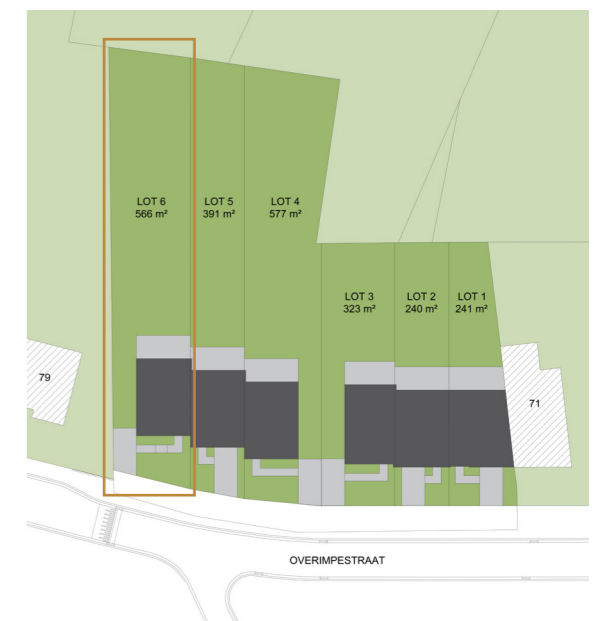 LOT 6
566 m²
LOT 5
391 m²
LOT 4
577 m²
LOT 3
323 m²
LOT 2
240 m²
LOT 1
241 m²
79
71
OVERIMPESTRAAT